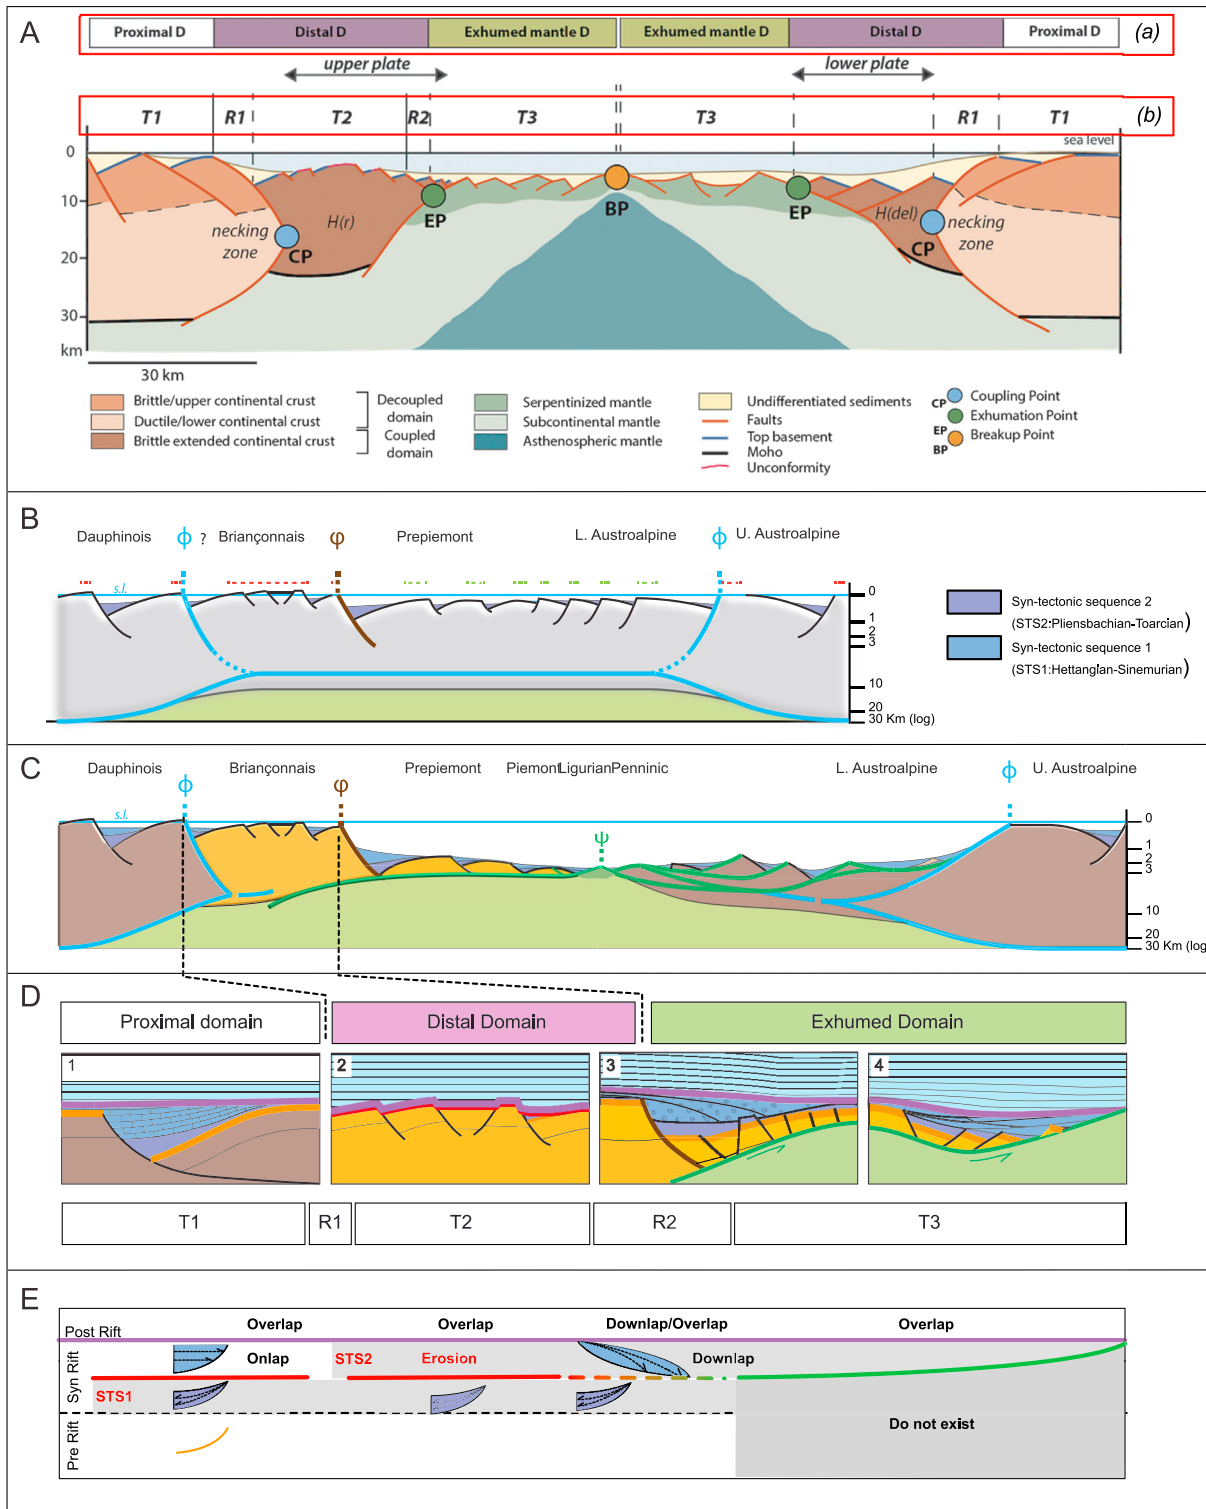 A
Proximal D Distal D Exhumed mantle D Exhumed mantle D Distal D Proximal D (a)
upper plate lower plate
T1 R1 T2 R2 T3 T3 R1 T1 (b)
sea level
0
10
20
30
km
necking zone
H(r)
CP
EP
BP
EP
H(del)
necking zone
CP
30 km
Brittle/upper continental crust
Ductile/lower continental crust
Brittle extended continental crust
Decoupled domain
Coupled domain
Serpentinized mantle
Subcontinental mantle
Asthenospheric mantle
Undifferentiated sediments
Faults
Top basement
Moho
Unconformity
CP Coupling Point
EP Exhumation Point
BP Breakup Point
B
Dauphinois ϕ ? Briançonnais φ Prepiemont L. Austroalpine ϕ U. Austroalpine
s.l.
0
1
2
3
10
20
30 Km (log)
Syn-tectonic sequence 2
(STS2:Pliensbachian-Toarcian)
Syn-tectonic sequence 1
(STS1:Hettangian-Sinemurian)
C
Dauphinois ϕ Briançonnais φ Prepiemont Piemont Ligurian Penninic L. Austroalpine ϕ U. Austroalpine
s.l.
ψ
0
1
2
3
10
20
30 Km (log)
D
Proximal domain Distal Domain Exhumed Domain
1 2 3 4
T1 R1 T2 R2 T3
E
Post Rift Overlap Overlap Downlap/Overlap Overlap
Syn Rift
Onlap STS2 Erosion Downlap
STS1
Pre Rift
Do not exist